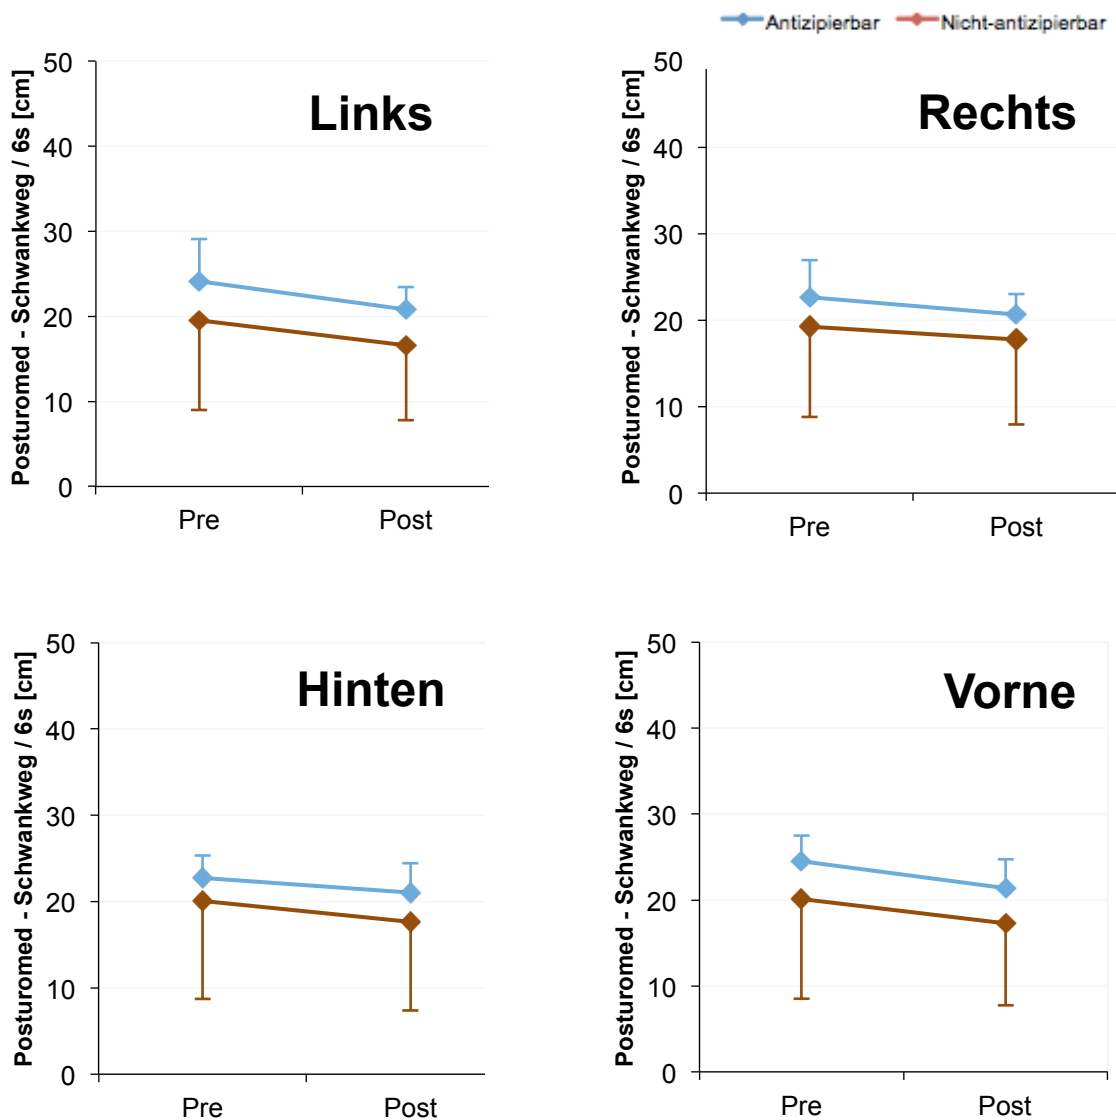 Antizipierbar Nicht-antizipierbar
Links
Posturomed - Schwankweg / 6s [cm]
50
40
30
20
10
0
Pre Post
Rechts
Posturomed - Schwankweg / 6s [cm]
50
40
30
20
10
0
Pre Post
Hinten
Posturomed - Schwankweg / 6s [cm]
50
40
30
20
10
0
Pre Post
Vorne
Posturomed - Schwankweg / 6s [cm]
50
40
30
20
10
0
Pre Post